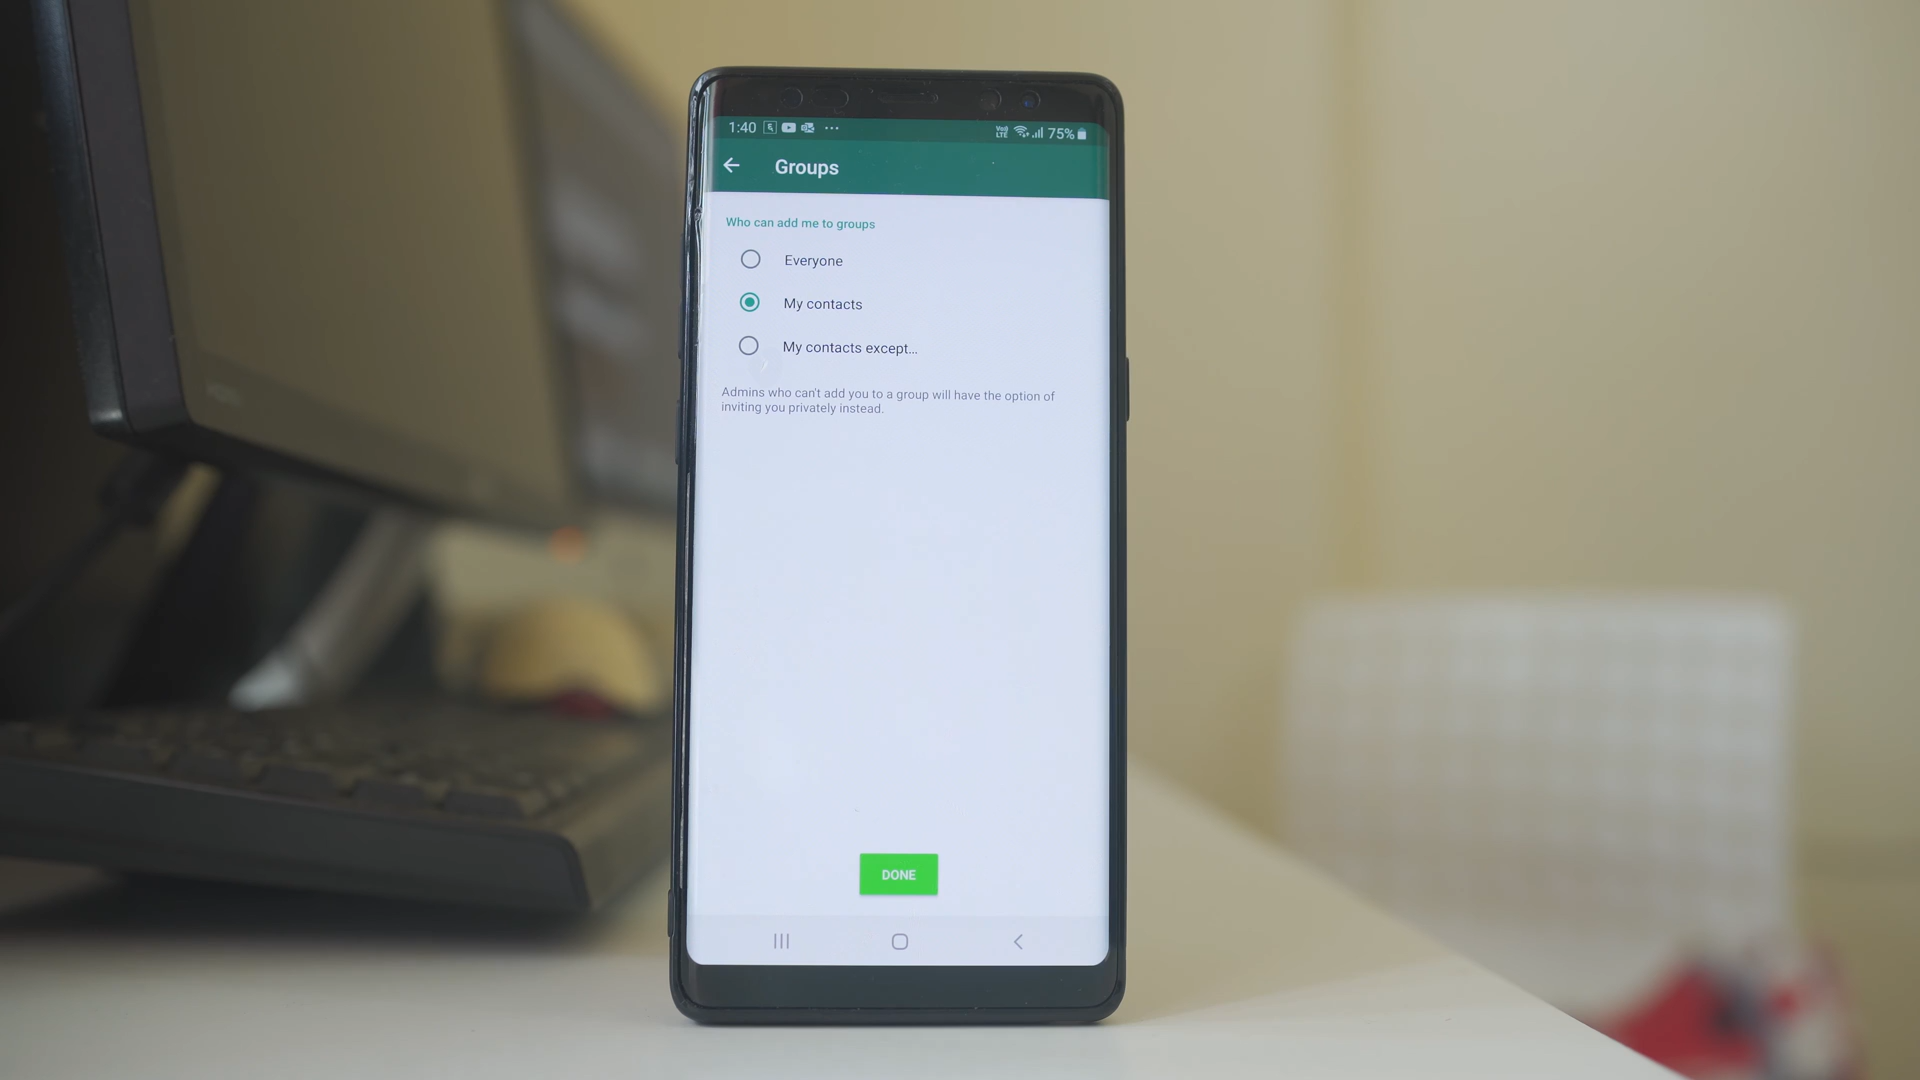 1:40 75%
VoLTE
Groups
Who can add me to groups
Everyone
My contacts
My contacts except...
Admins who can't add you to a group will have the option of
inviting you privately instead.
DONE